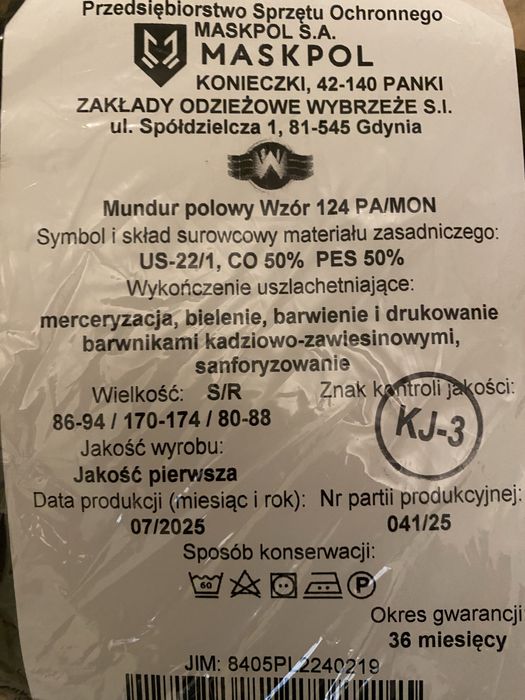 Przedsiębiorstwo Sprzętu Ochronnego
MASKPOL S.A.
MASKPOL
KONIECZKI, 42-140 PANKI
ZAKŁADY ODZIEŻOWE WYBRZEŻE S.I.
ul. Spółdzielcza 1, 81-545 Gdynia
W
Mundur polowy Wzór 124 PA/MON
Symbol i skład surowcowy materiału zasadniczego:
US-22/1, CO 50% PES 50%
Wykończenie uszlachetniające:
merceryzacja, bielenie, barwienie i drukowanie
barwnikami kadziowo-zawiesinowymi,
sanforyzowanie
Wielkość: S/R Znak kontroli jakości:
86-94 / 170-174 / 80-88 KJ-3
Jakość wyrobu:
Jakość pierwsza
Data produkcji (miesiąc i rok): Nr partii produkcyjnej:
07/2025 041/25
Sposób konserwacji:
60 P
Okres gwarancji
36 miesięcy
JIM: 8405PL2240219